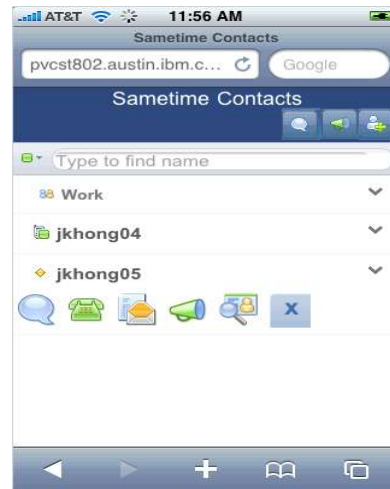 AT&T 11:56 AM
Sametime Contacts
pvcst802.austin.ibm.c... Google
Sametime Contacts
Type to find name
Work
jkhong04
jkhong05
x